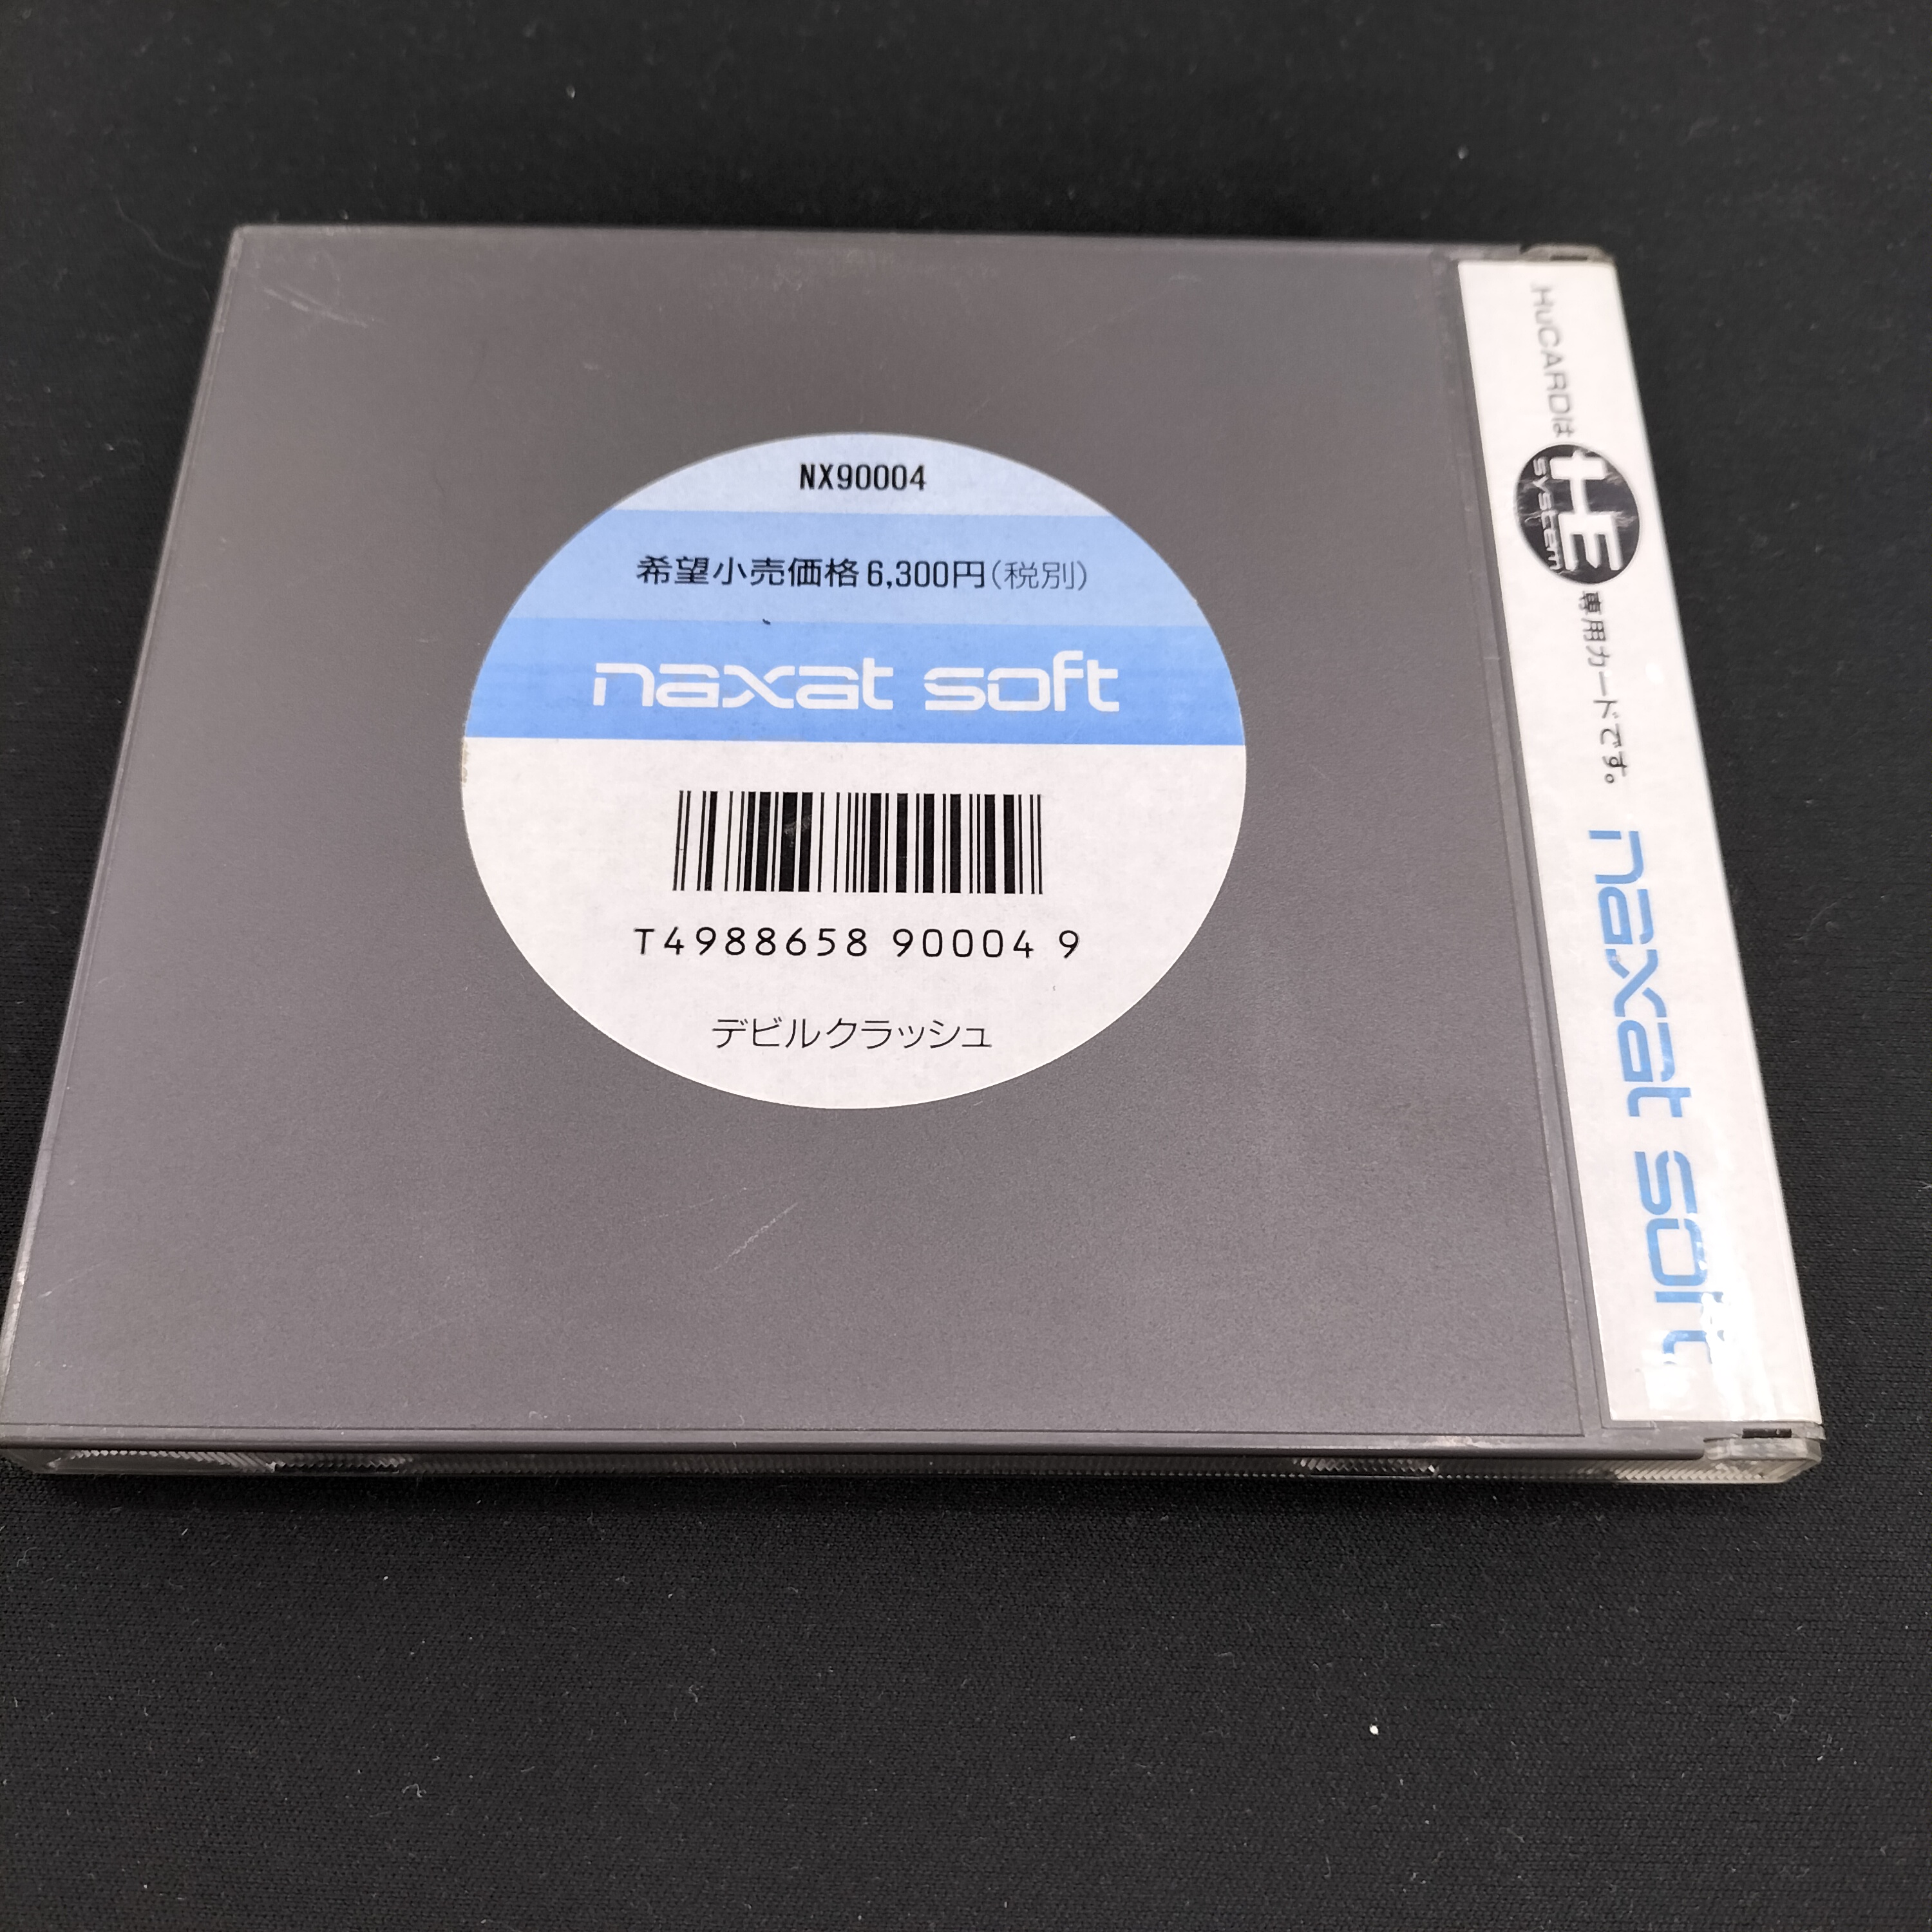 NX90004
希望小売価格6,300円(税別)
naxat soft
T4988658 90004 9
デビルクラッシュ
HuCARDは HE system 専用カードです。
naxat soft